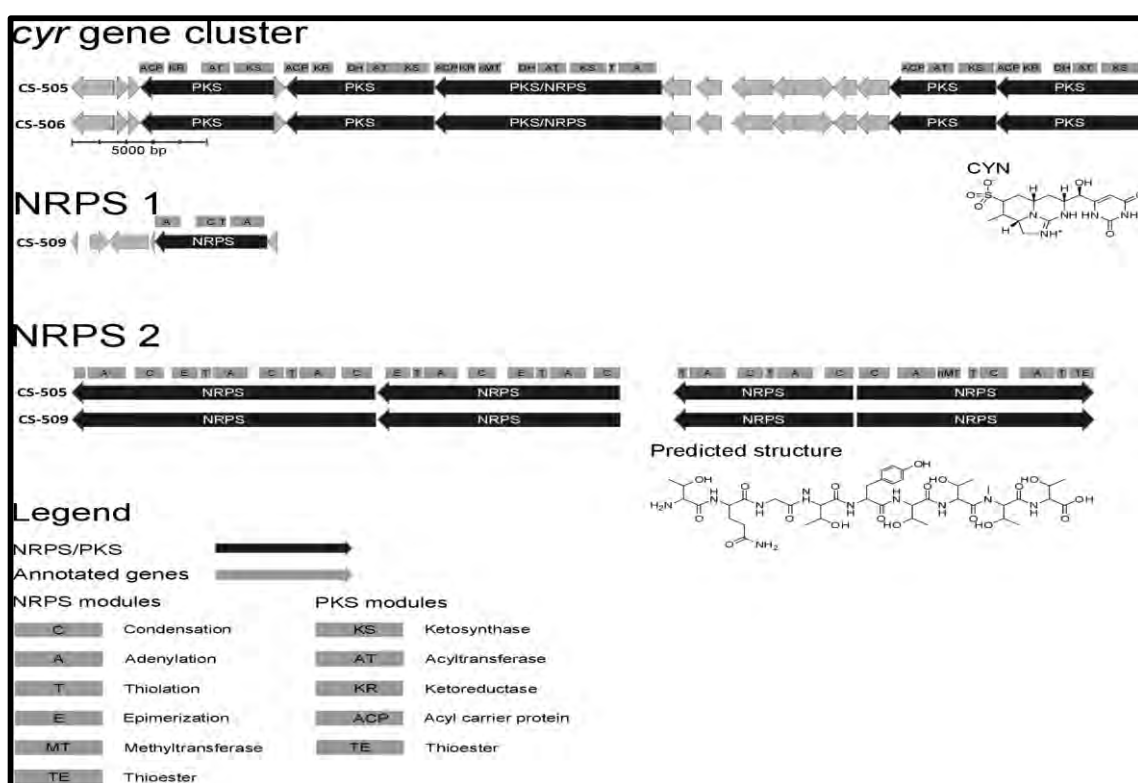 cyr gene cluster
ACP KR AT KS ACP KR DH AT KS ACP KR nMT DH AT KS T A ACP AT KS ACP KR DH AT KS
CS-505 PKS PKS PKS/NRPS PKS PKS
CS-506 PKS PKS PKS/NRPS PKS PKS
5000 bp
CYN
OH
O⁻
O=S
O
O
H H
N NH HN NH
H NH⁺ O
NRPS 1
A C T A
CS-509 NRPS
NRPS 2
A C E T A C T A C E T A C E T A C T A C T A C C A nMT T C A T TE
CS-505 NRPS NRPS NRPS NRPS
CS-509 NRPS NRPS NRPS NRPS
Predicted structure
Legend
NRPS/PKS
Annotated genes
NRPS modules PKS modules
C Condensation KS Ketosynthase
A Adenylation AT Acyltransferase
T Thiolation KR Ketoreductase
E Epimerization ACP Acyl carrier protein
MT Methyltransferase TE Thioester
TE Thioester